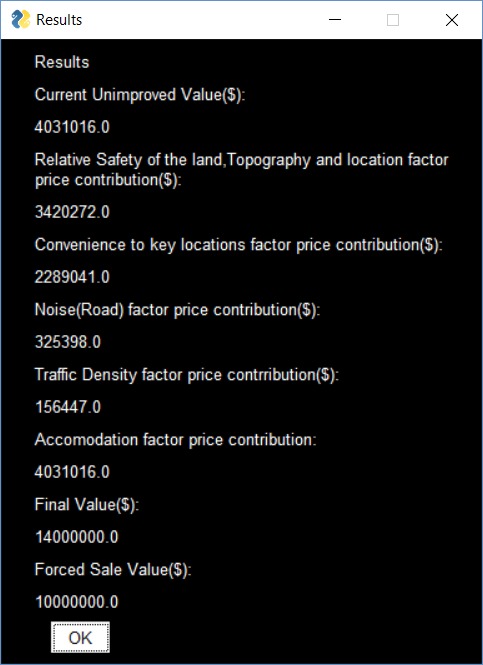 Results
Results
Current Unimproved Value($):
4031016.0
Relative Safety of the land,Topography and location factor
price contribution($):
3420272.0
Convenience to key locations factor price contribution($):
2289041.0
Noise(Road) factor price contribution($):
325398.0
Traffic Density factor price contrribution($):
156447.0
Accomodation factor price contribution:
4031016.0
Final Value($):
14000000.0
Forced Sale Value($):
10000000.0
OK